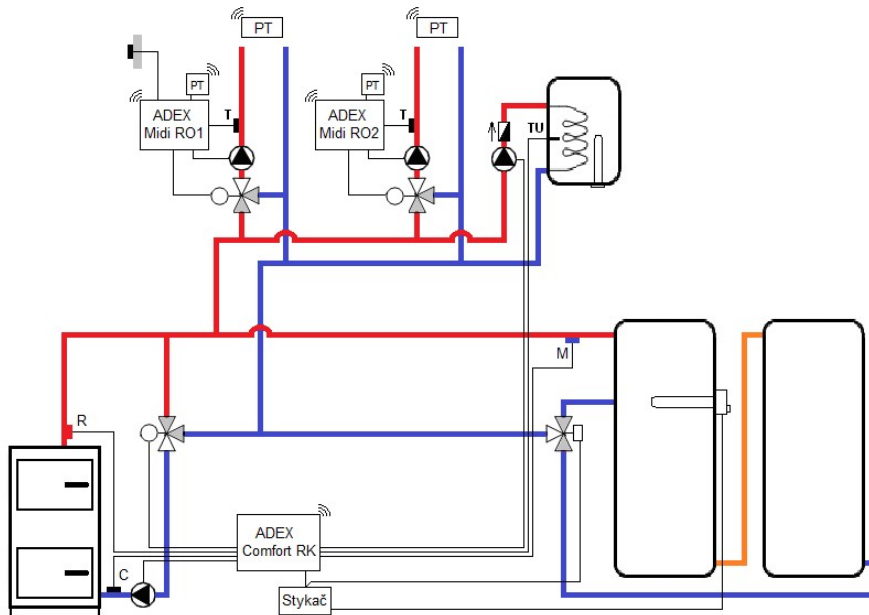 PT
PT
PT
PT
ADEX
Midi RO1
T
ADEX
Midi RO2
T
TU
M
R
ADEX
Comfort RK
C
Stykač